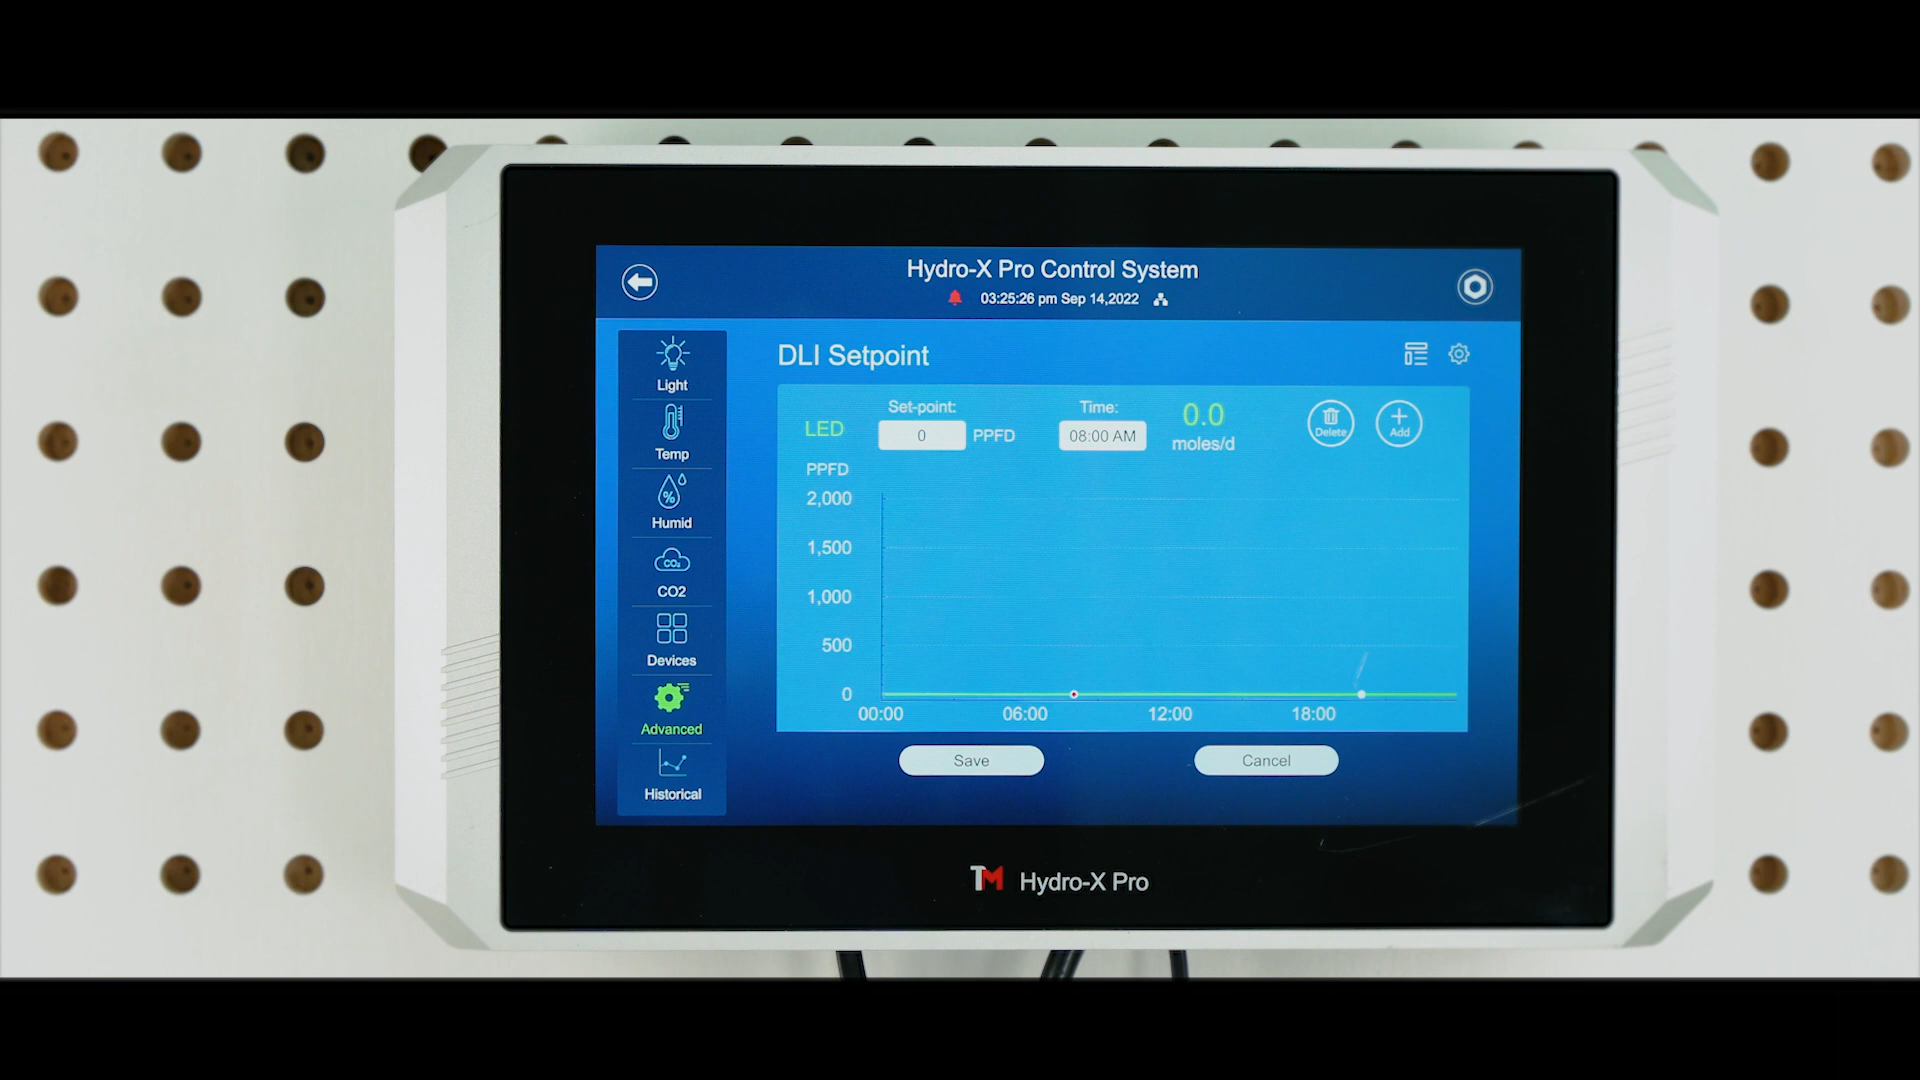 Hydro-X Pro Control System
03:25:26 pm Sep 14,2022
Light
Temp
%
Humid
CO₂
CO2
Devices
Advanced
Historical
DLI Setpoint
LED
Set-point:
0
PPFD
Time:
08:00 AM
0.0
moles/d
Delete
Add
PPFD
2,000
1,500
1,000
500
0
00:00
06:00
12:00
18:00
Save
Cancel
TM Hydro-X Pro